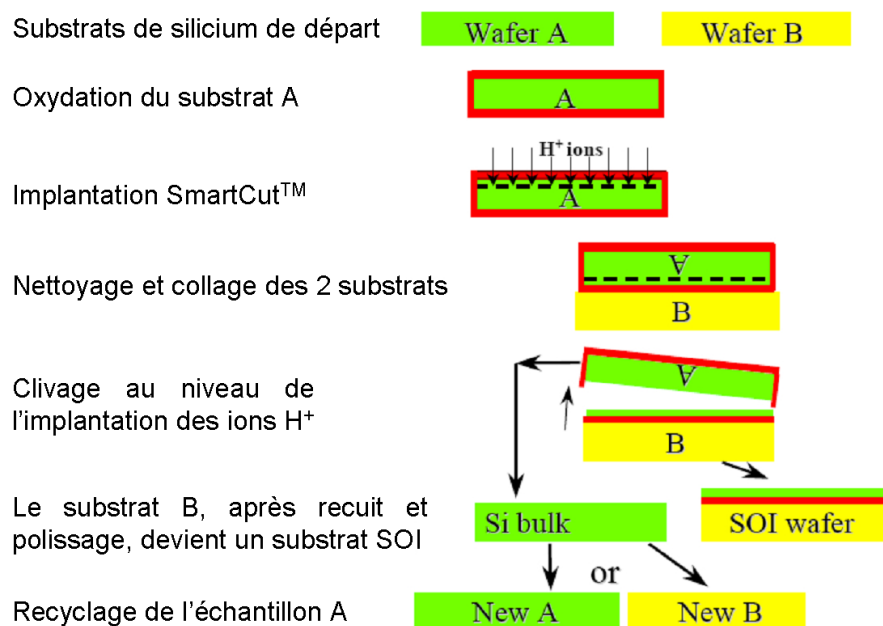 Substrats de silicium de départ
Wafer A
Wafer B
Oxydation du substrat A
A
H+ ions
Implantation SmartCut™
A
Nettoyage et collage des 2 substrats
A
B
Clivage au niveau de
l'implantation des ions H+
A
B
Le substrat B, après recuit et
polissage, devient un substrat SOI
Si bulk
SOI wafer
or
Recyclage de l'échantillon A
New A
New B